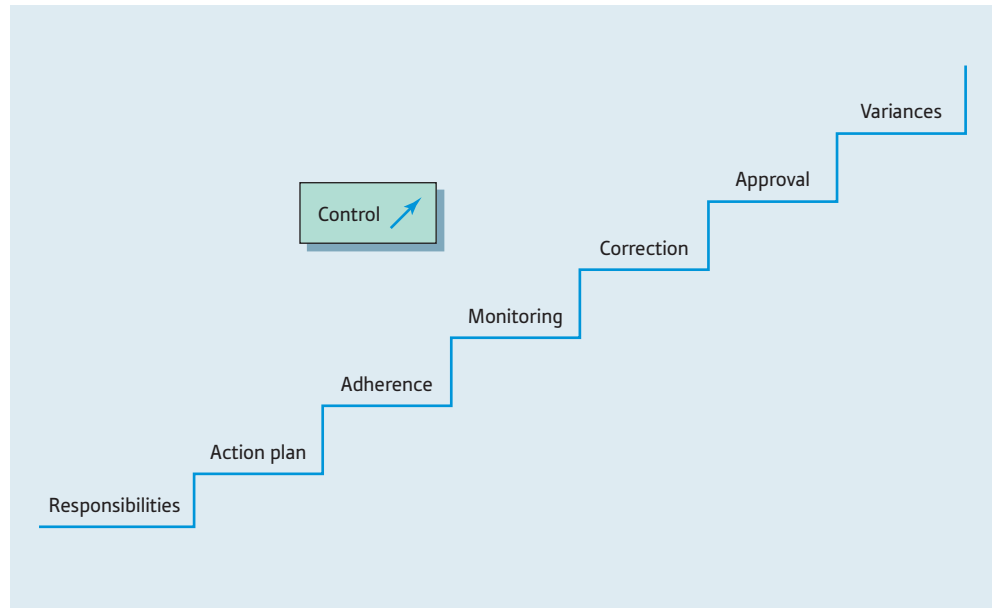 Variances
Approval
Control
Correction
Monitoring
Adherence
Action plan
Responsibilities